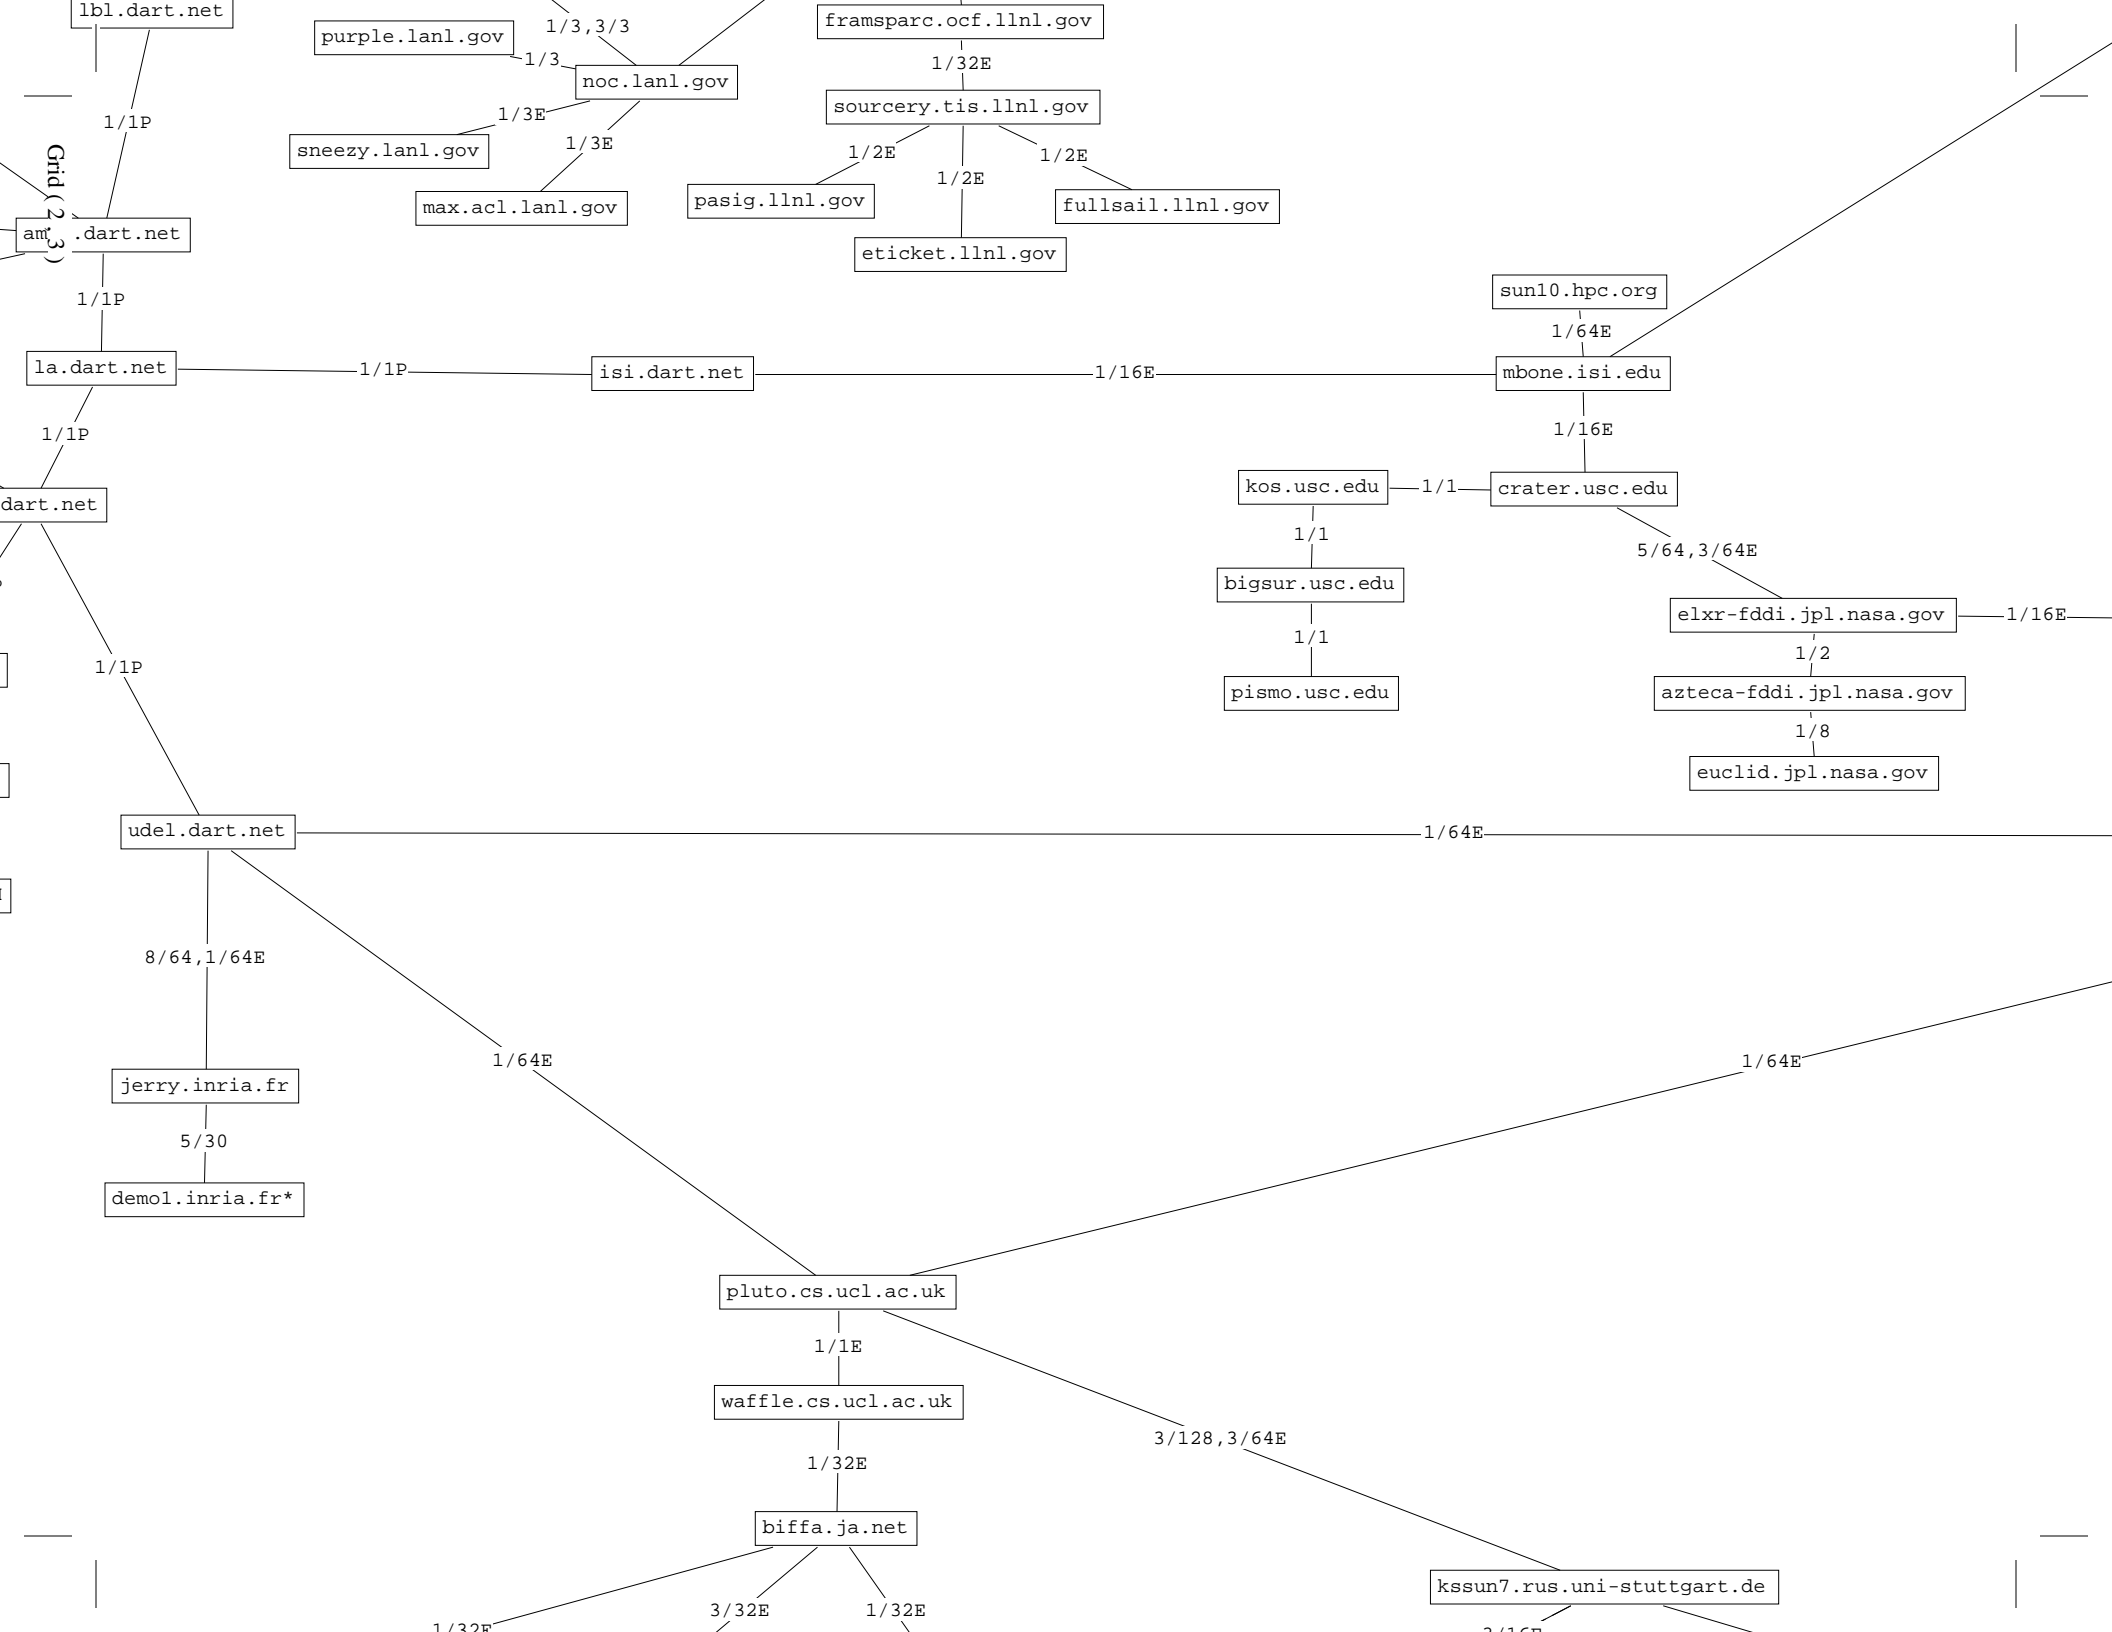 lbl.dart.net
1/3,3/3
framsparc.ocf.llnl.gov
purple.lanl.gov
1/3
1/32E
noc.lanl.gov
sourcery.tis.llnl.gov
1/1P
1/3E
1/3E
sneezy.lanl.gov
1/2E
1/2E
1/2E
Grid ( 2 , 3 )
max.acl.lanl.gov
pasig.llnl.gov
fullsail.llnl.gov
.dart.net
eticket.llnl.gov
1/1P
sun10.hpc.org
1/64E
la.dart.net
1/1P
isi.dart.net
1/16E
mbone.isi.edu
1/1P
1/16E
dart.net
kos.usc.edu
1/1
crater.usc.edu
1/1
5/64,3/64E
bigsur.usc.edu
elxr-fddi.jpl.nasa.gov
1/16E
1/1P
1/1
1/2
pismo.usc.edu
azteca-fddi.jpl.nasa.gov
1/8
euclid.jpl.nasa.gov
udel.dart.net
1/64E
8/64,1/64E
1/64E
1/64E
jerry.inria.fr
5/30
demo1.inria.fr*
pluto.cs.ucl.ac.uk
1/1E
waffle.cs.ucl.ac.uk
3/128,3/64E
1/32E
biffa.ja.net
kssun7.rus.uni-stuttgart.de
3/32E
1/32E
1/32E